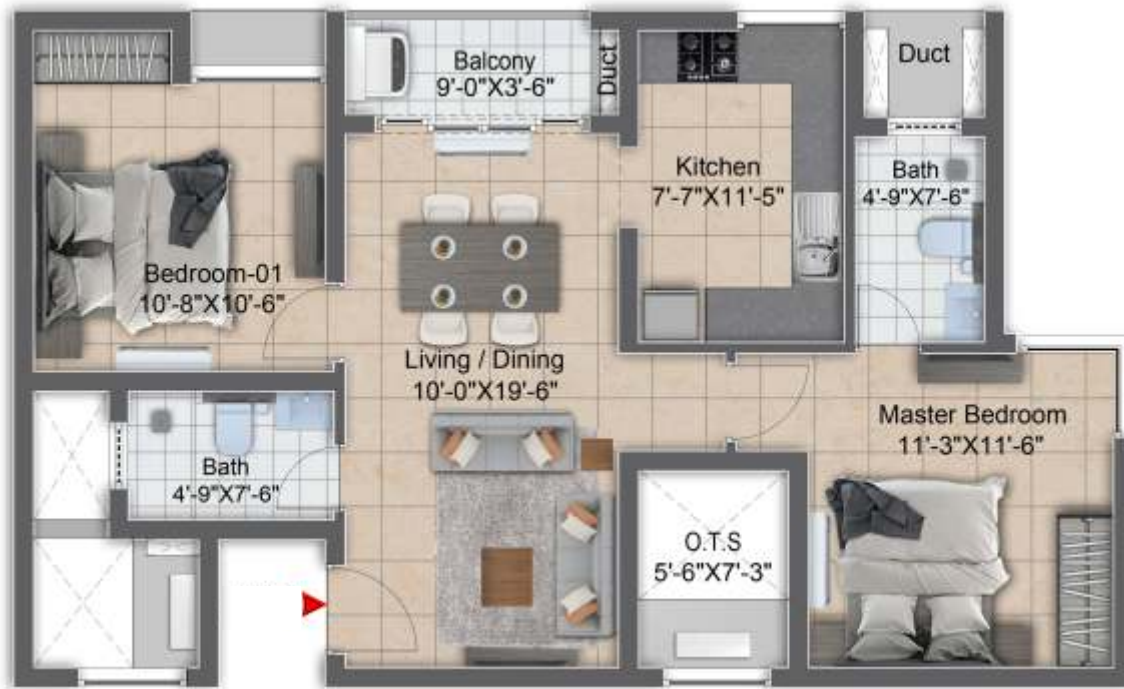 Balcony
9'-0"X3'-6"
Duct
Duct
Kitchen
7'-7"X11'-5"
Bath
4'-9"X7'-6"
Bedroom-01
10'-8"X10'-6"
Living / Dining
10'-0"X19'-6"
Master Bedroom
11'-3"X11'-6"
Bath
4'-9"X7'-6"
O.T.S
5'-6"X7'-3"